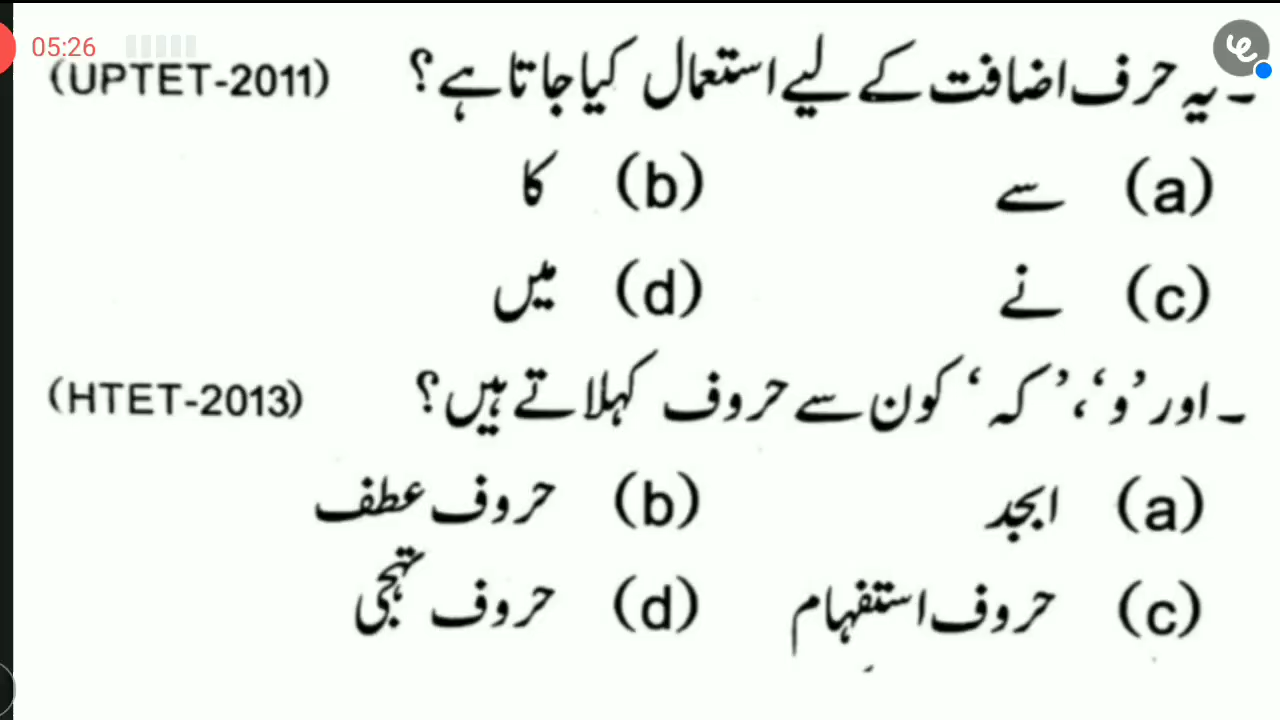 05:26
۔ یہ حرف اضافت کے لیے استعمال کیا جاتا ہے؟ (UPTET-2011)
(a) سے (b) کا
(c) نے (d) میں
۔ اور ’و‘، ’کہ‘ کون سے حروف کہلاتے ہیں؟ (HTET-2013)
(a) ابجد (b) حروف عطف
(c) حروف استفہام (d) حروف تہجی